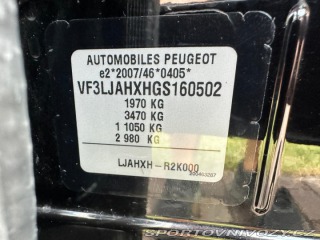 AUTOMOBILES PEUGEOT
e2*2007/46*0405*
VF3LJAHXHGS160502
1970 KG
3470 KG
1 1050 KG
2 980 KG
LJAHXH-R2K000
SPORTOVNIVOZY.CZ